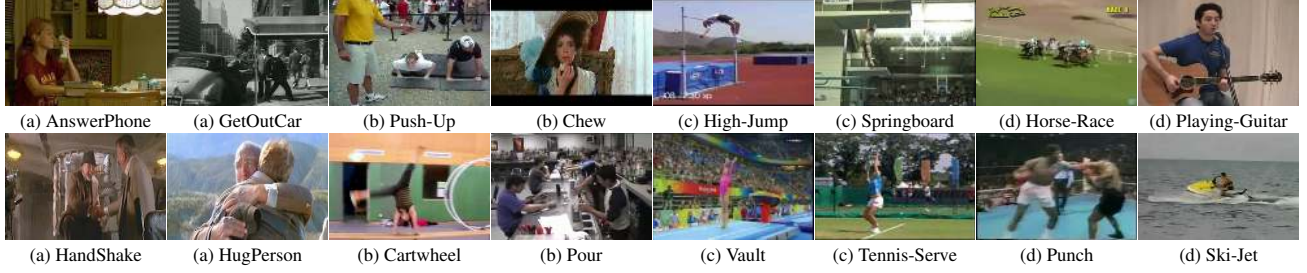 (a) AnswerPhone (a) GetOutCar (b) Push-Up (b) Chew (c) High-Jump (c) Springboard (d) Horse-Race (d) Playing-Guitar
(a) HandShake (a) HugPerson (b) Cartwheel (b) Pour (c) Vault (c) Tennis-Serve (d) Punch (d) Ski-Jet